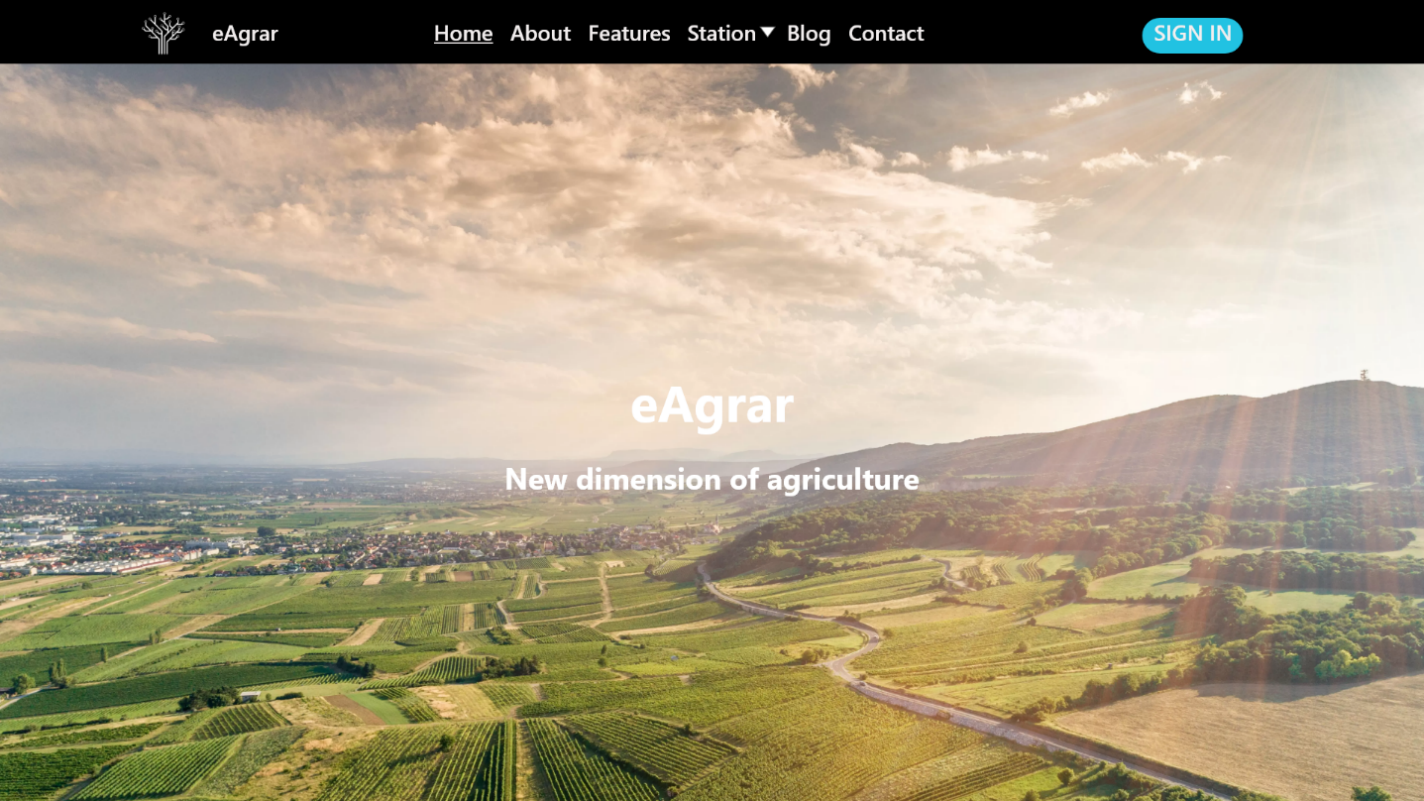 eAgrar Home About Features Station Blog Contact SIGN IN
eAgrar
New dimension of agriculture